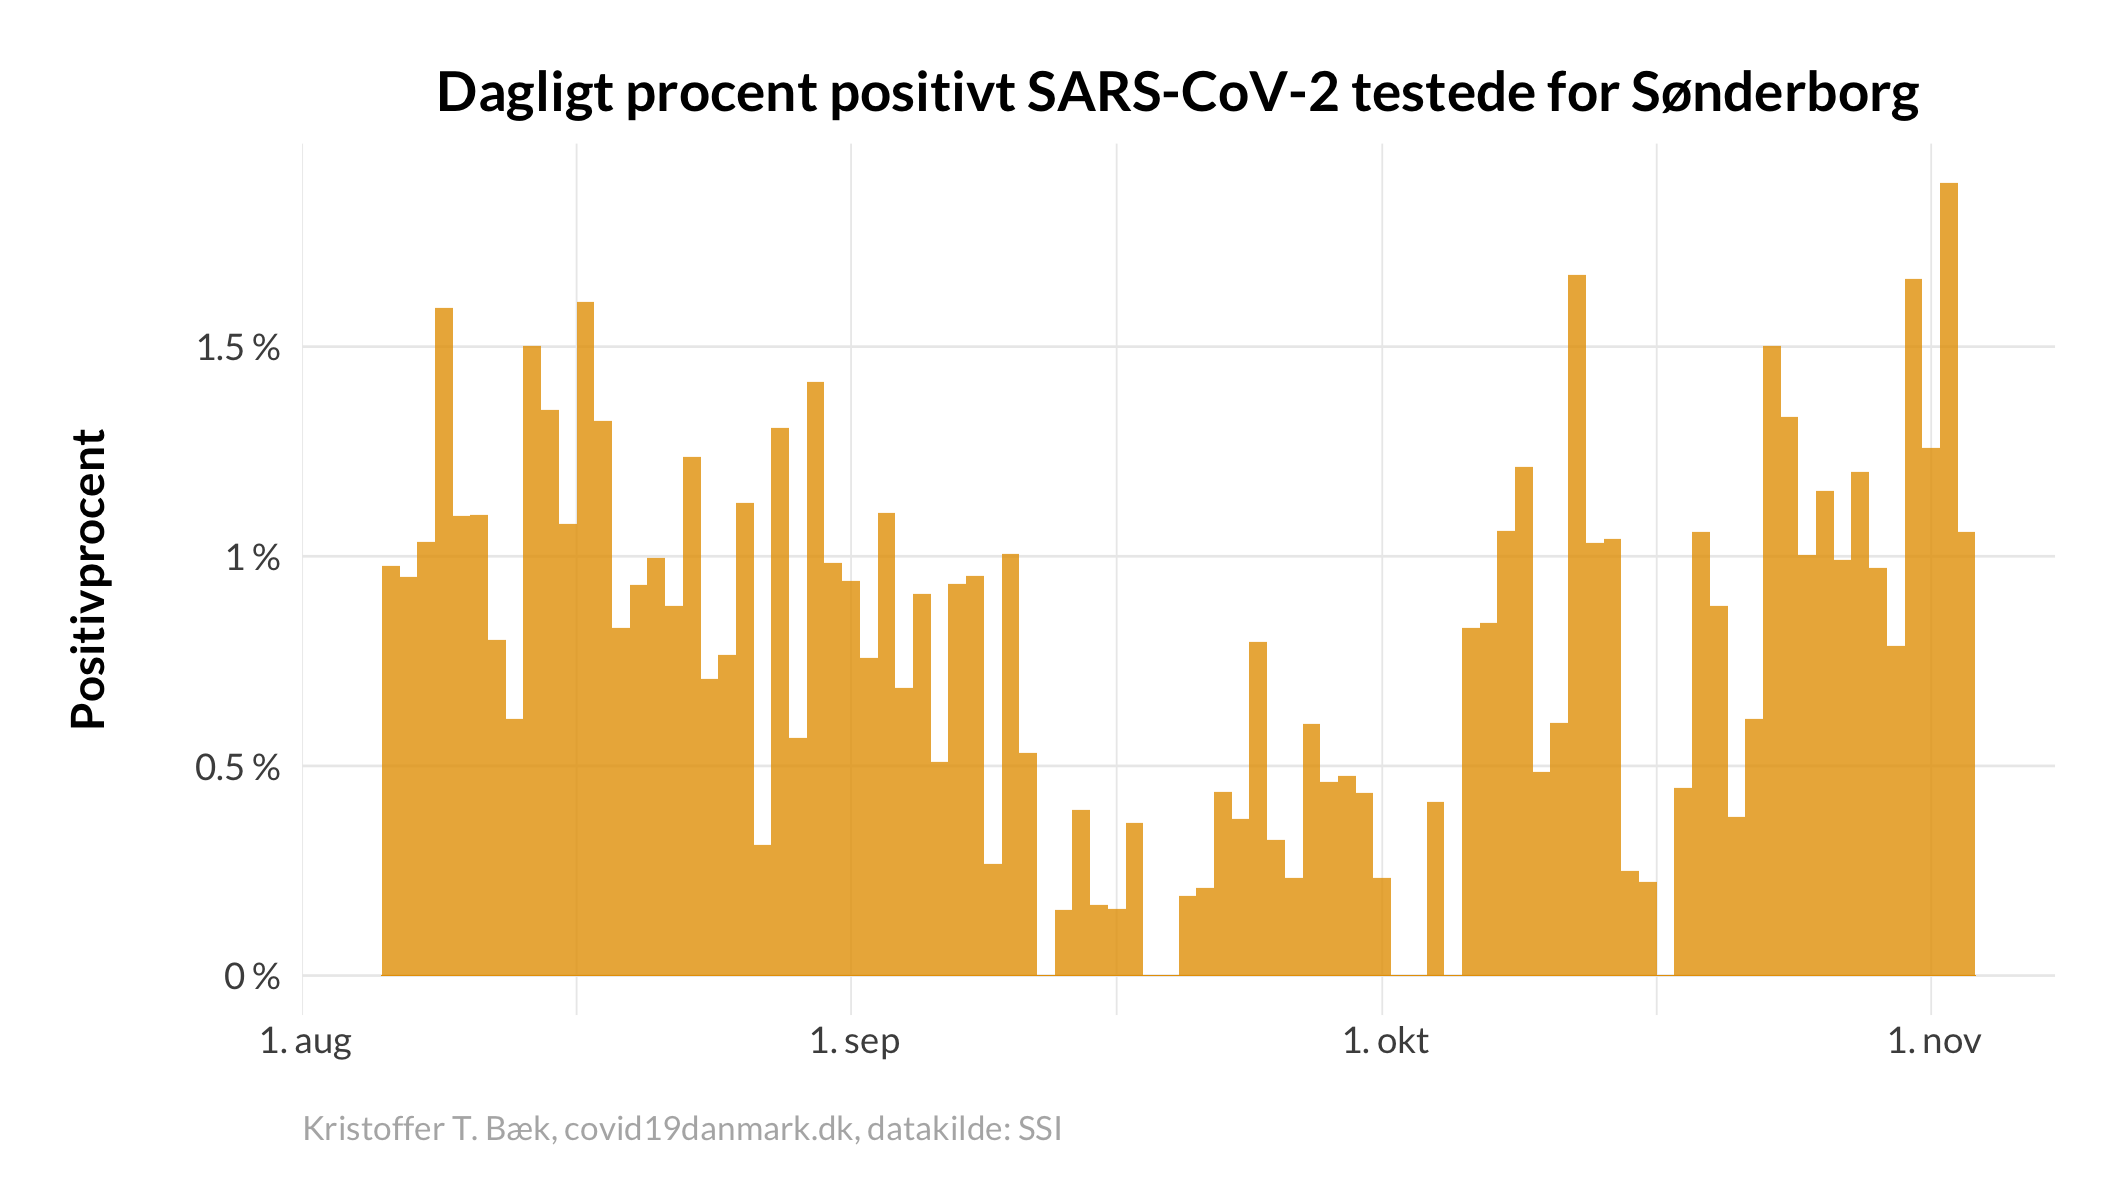 Dagligt procent positivt SARS-CoV-2 testede for Sønderborg
Positivprocent
1.5 %
1 %
0.5 %
0 %
1. aug
1. sep
1. okt
1. nov
Kristoffer T. Bæk, covid19danmark.dk, datakilde: SSI